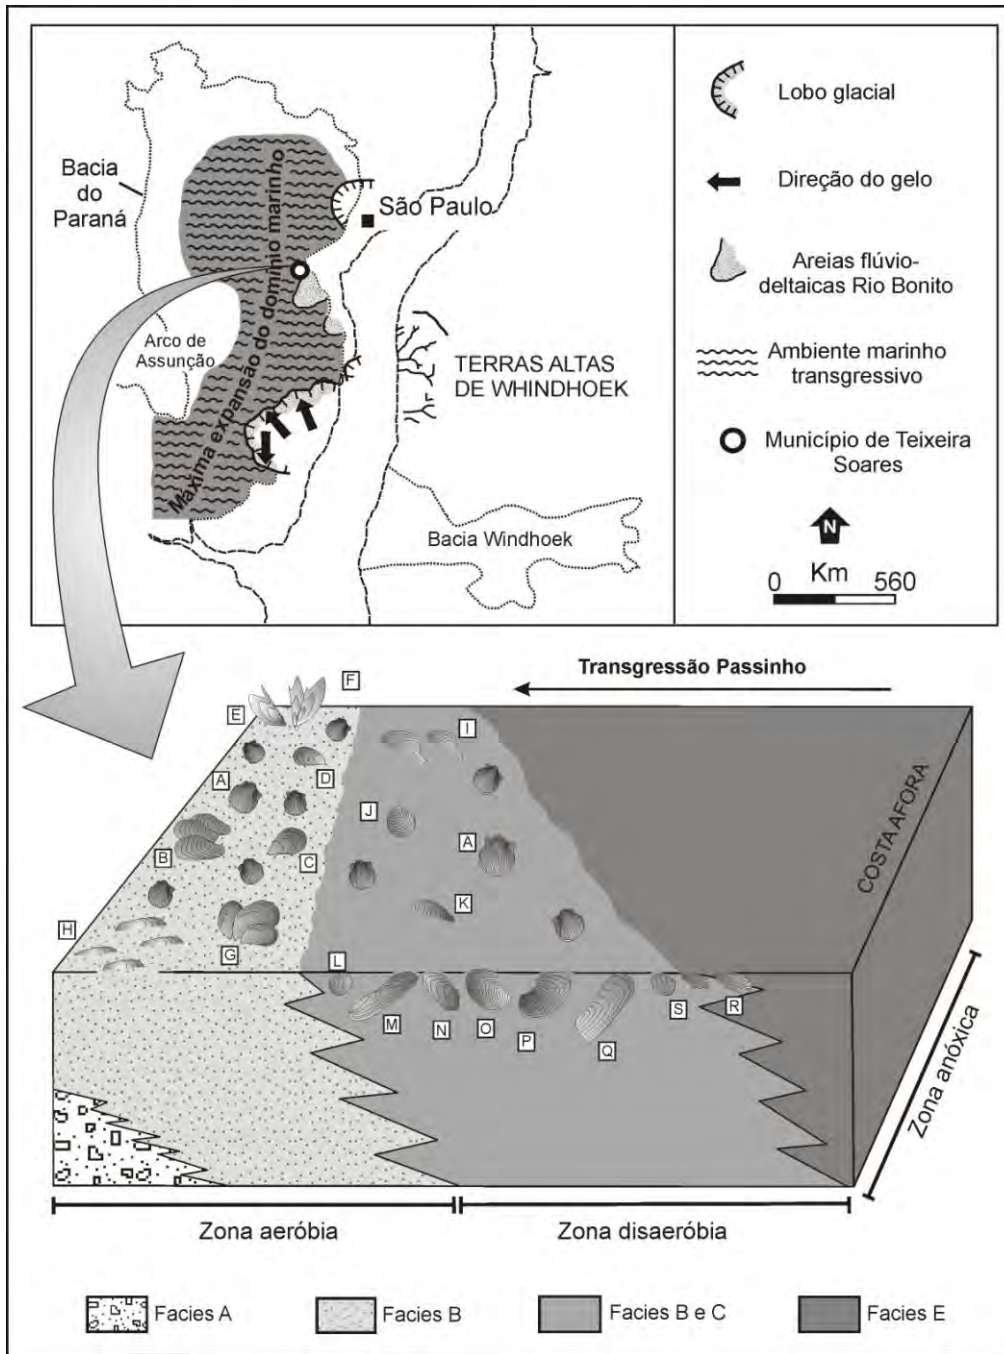 Bacia
do
Paraná
Máxima expansão do domínio marinho
São Paulo
Arco de
Assunção
TERRAS ALTAS
DE WHINDHOEK
Bacia Windhoek
Lobo glacial
Direção do gelo
Areias flúvio-
deltaicas Rio Bonito
Ambiente marinho
transgressivo
Município de Teixeira
Soares
N
Km
0 560
Transgressão Passinho
F
E
I
A
D
J
A
B
C
K
H
G
L
M
N
O
P
Q
S
R
COSTA AFORA
Zona anóxica
Zona aeróbia
Zona disaeróbia
Facies A
Facies B
Facies B e C
Facies E